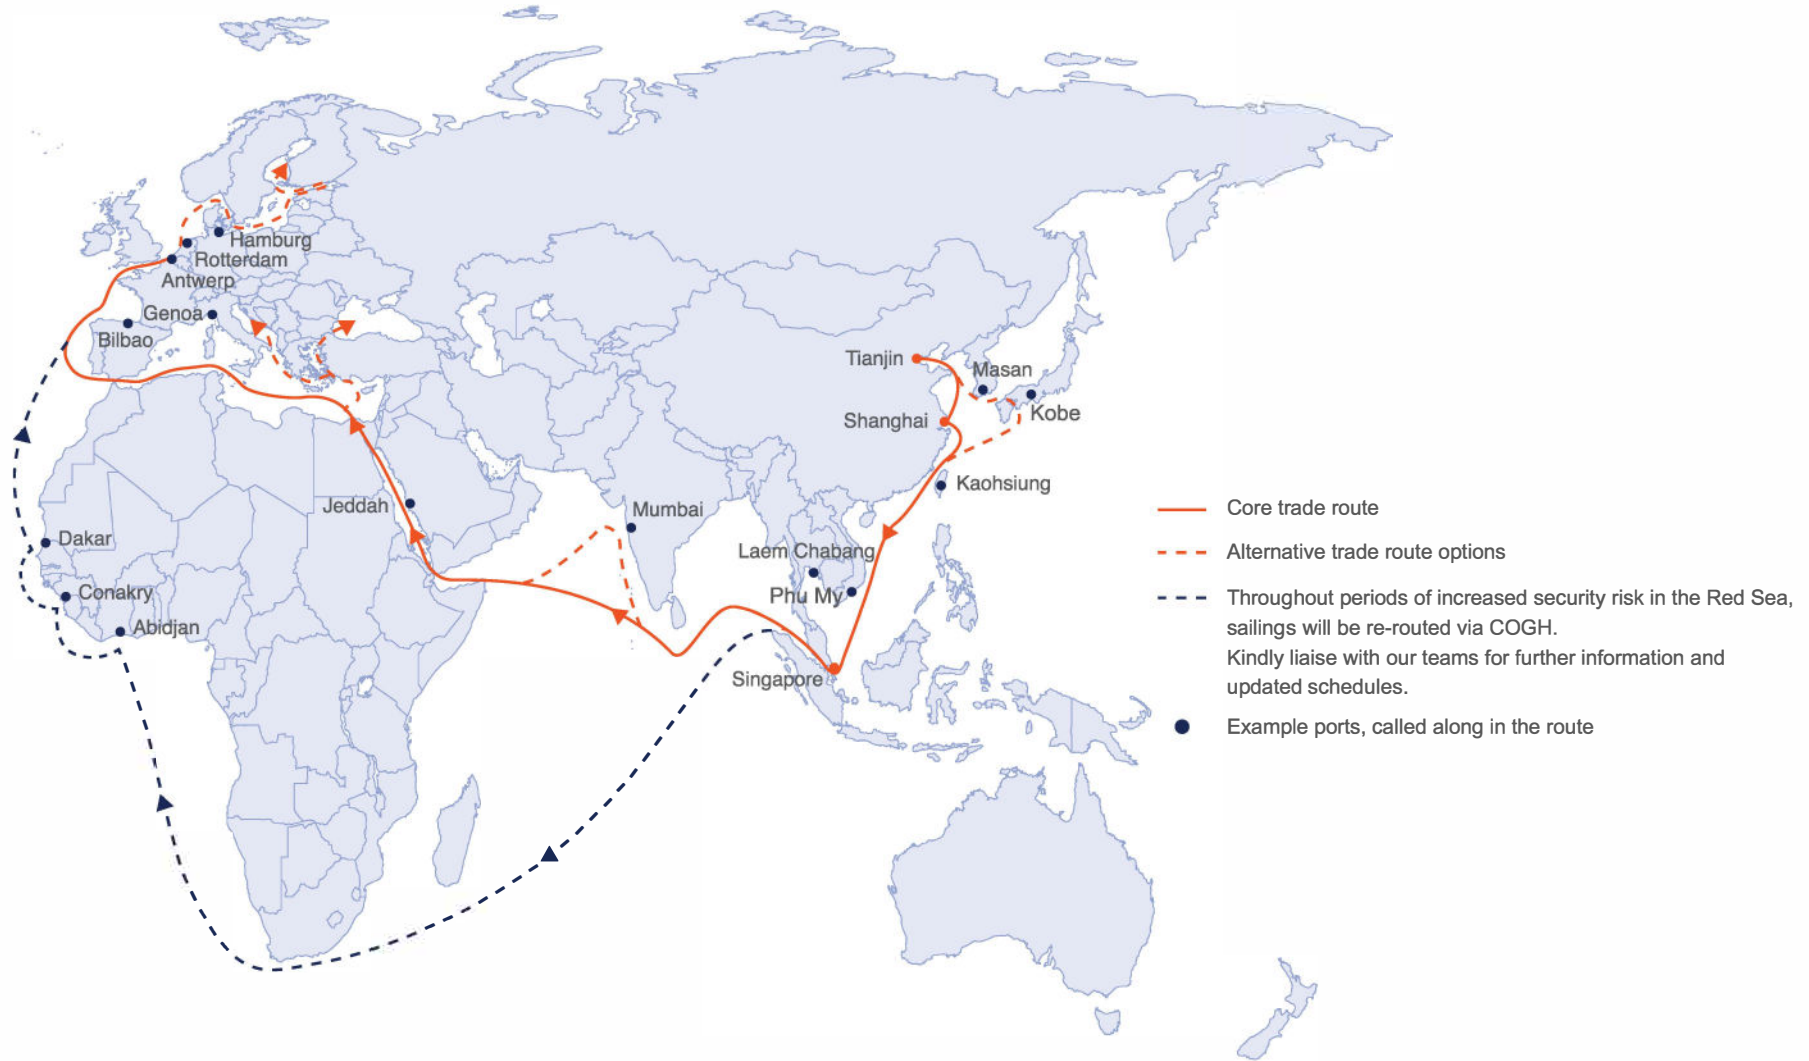 Hamburg
Rotterdam
Antwerp
Genoa
Bilbao
Tianjin
Masan
Kobe
Shanghai
Kaohsiung
Jeddah
Mumbai
Dakar
Laem Chabang
Conakry
Phu My
Abidjan
Singapore
Core trade route
Alternative trade route options
Throughout periods of increased security risk in the Red Sea,
sailings will be re-routed via COGH.
Kindly liaise with our teams for further information and
updated schedules.
Example ports, called along in the route